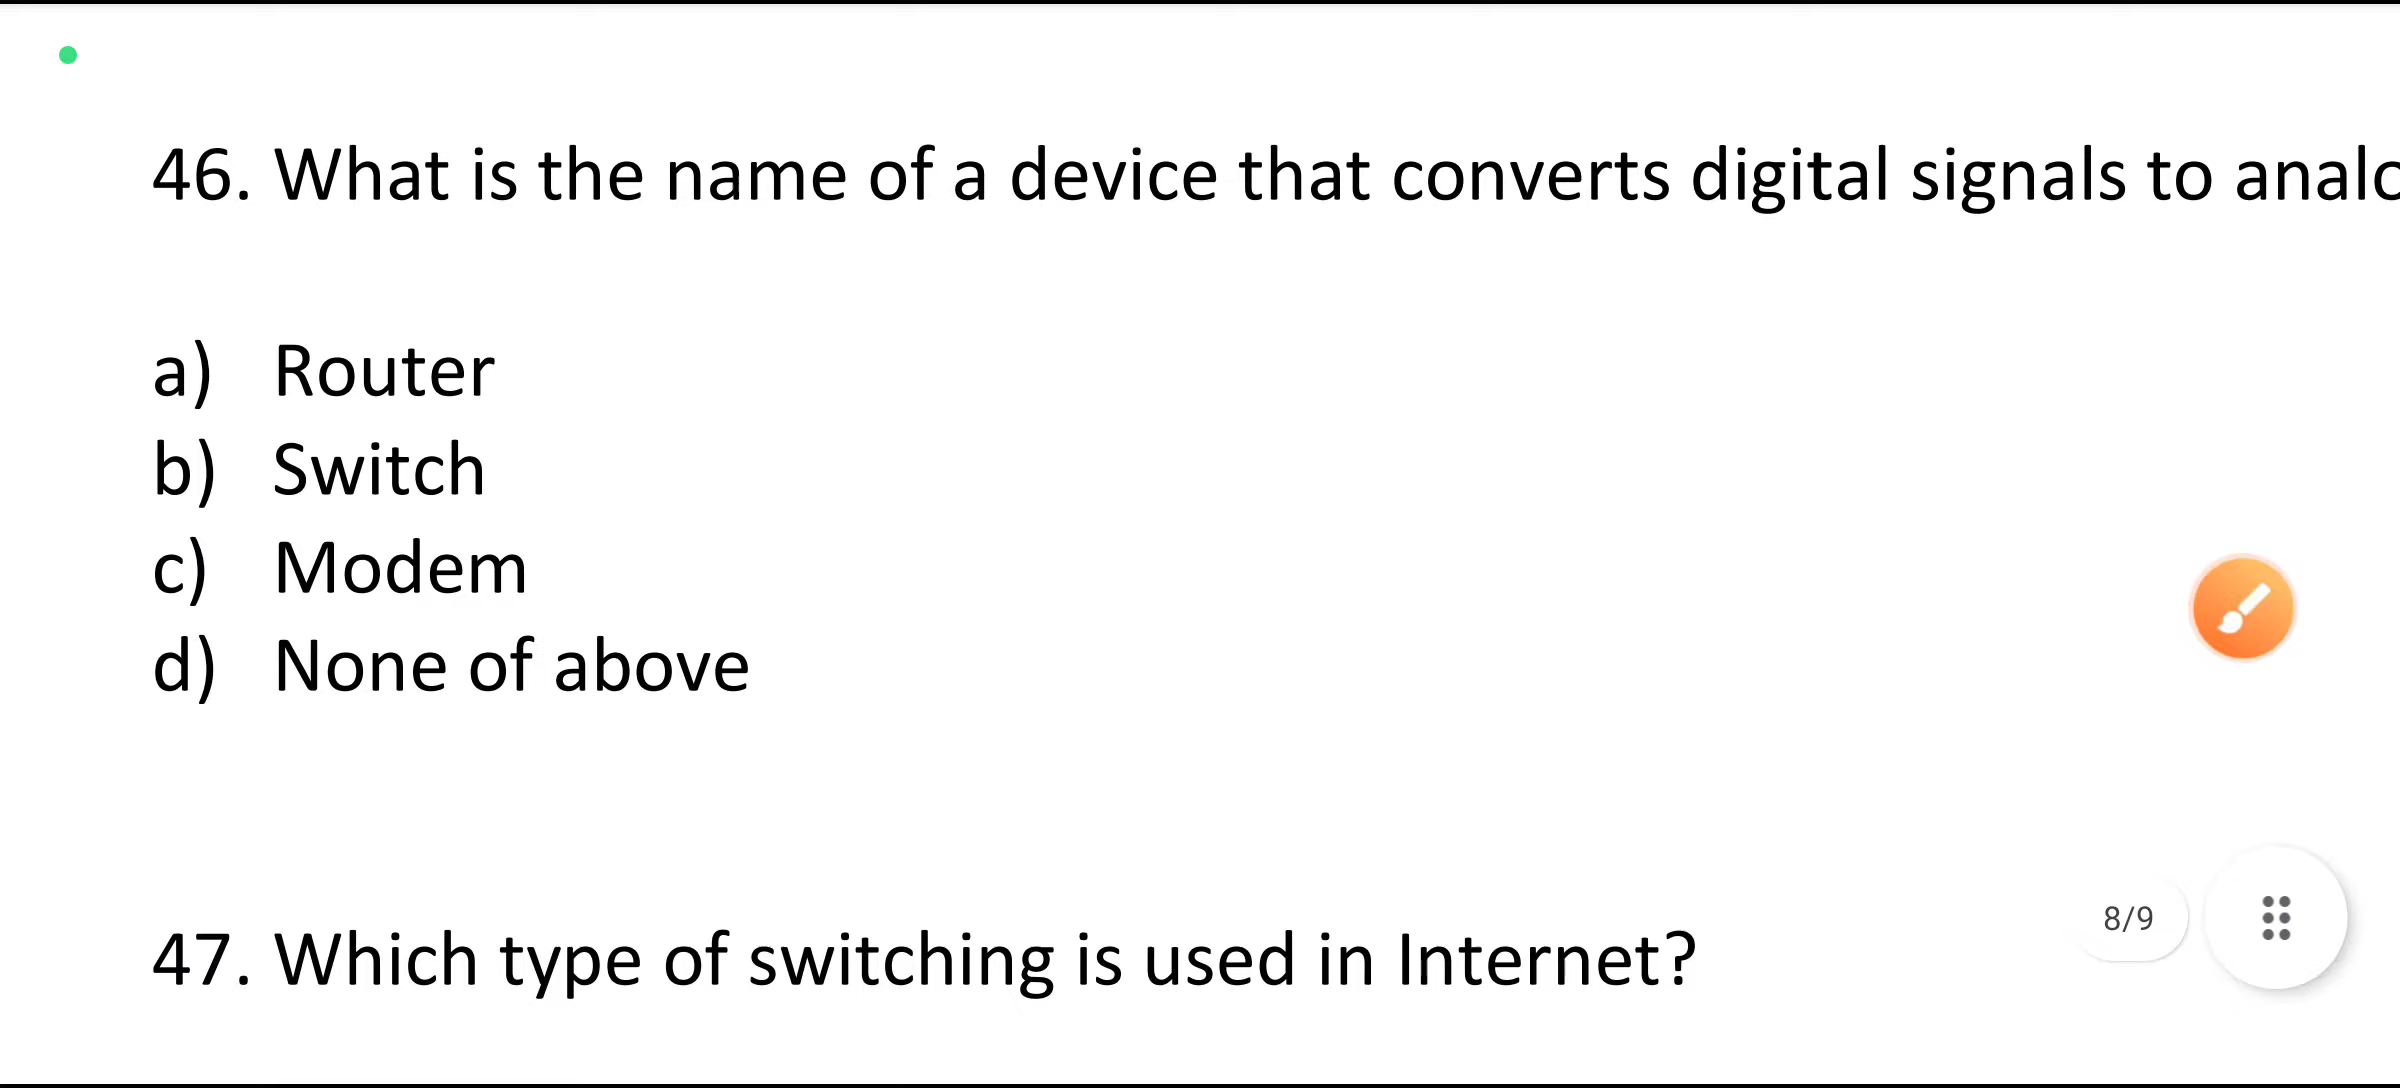 46. What is the name of a device that converts digital signals to
a) Router
b) Switch
c) Modem
d) None of above
47. Which type of switching is used in Internet?
8/9